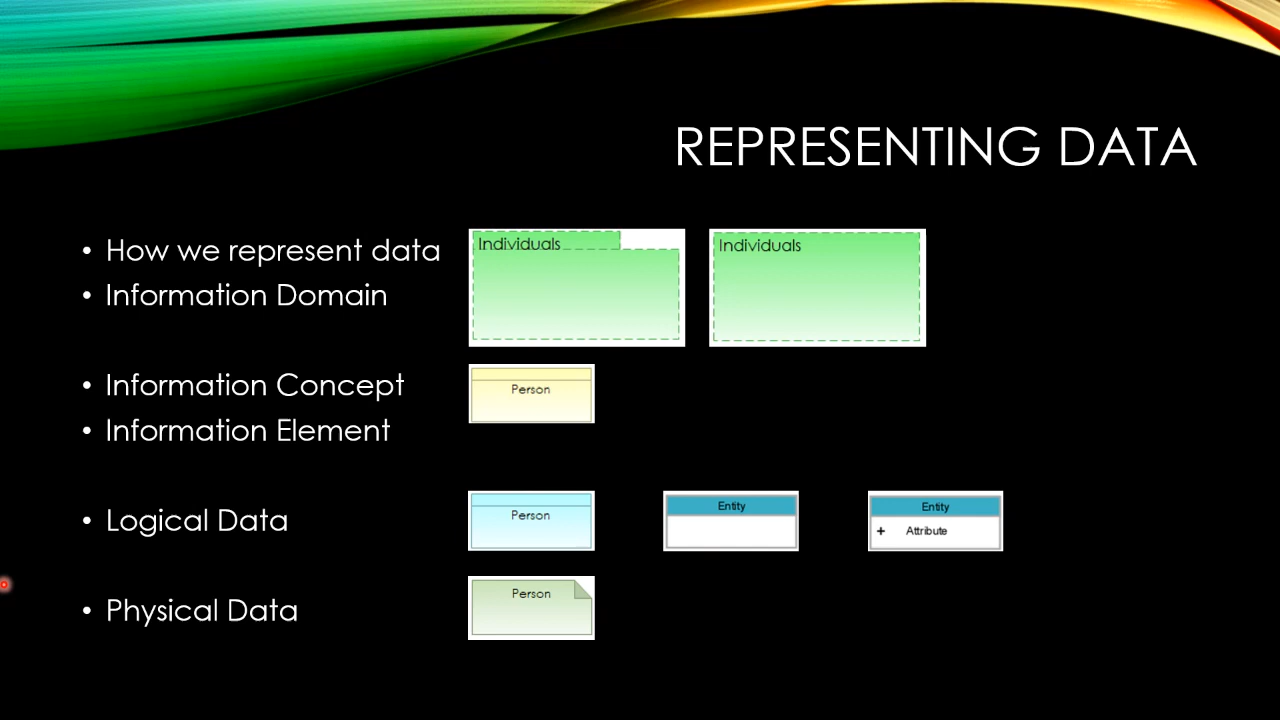 REPRESENTING DATA
• How we represent data
Individuals
Individuals
• Information Domain
• Information Concept
Person
• Information Element
• Logical Data
Person
Entity
Entity
+ Attribute
• Physical Data
Person